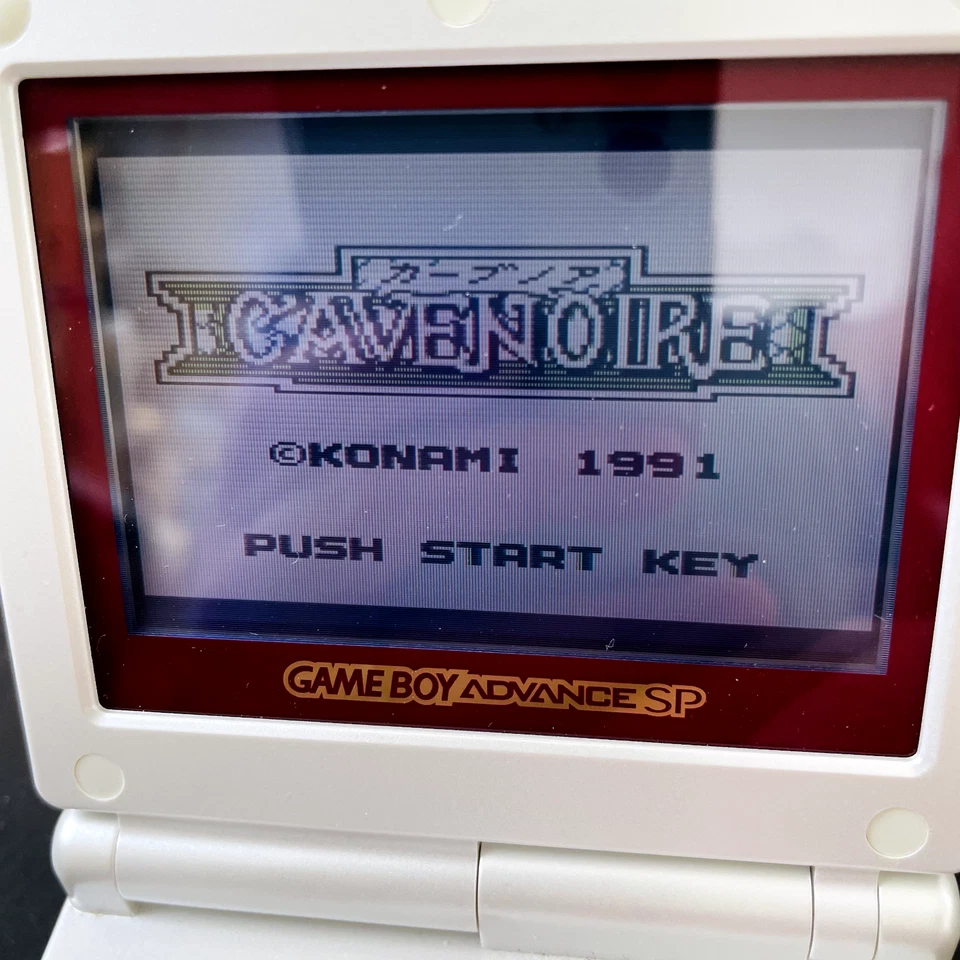 カーブノア
CAVENOIRE
©KONAMI 1991
PUSH START KEY
GAME BOY ADVANCE SP